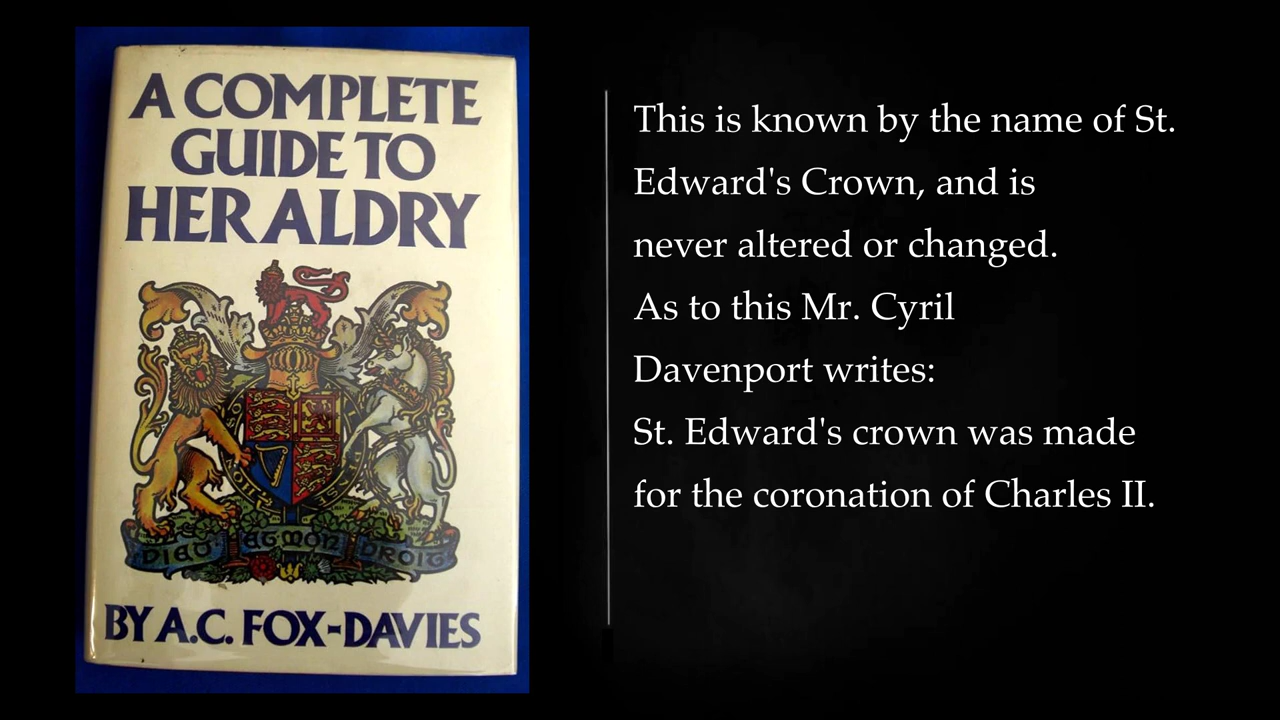 A COMPLETE
GUIDE TO
HERALDRY
DIEU ET MON DROIT
BY A.C. FOX-DAVIES
This is known by the name of St.
Edward's Crown, and is
never altered or changed.
As to this Mr. Cyril
Davenport writes:
St. Edward's crown was made
for the coronation of Charles II.